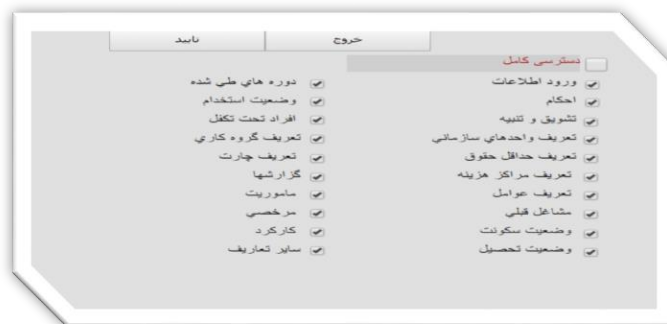 خروج
تاييد
دسترسی کامل
ورود اطلاعات
دوره هاي طي شده
احکام
وضعيت استخدام
تشويق و تنبيه
افراد تحت تکفل
تعريف واحدهاي سازماني
تعريف گروه کاري
تعريف حداقل حقوق
تعريف چارت
تعريف مراکز هزينه
گزارشها
تعريف عوامل
ماموريت
مشاغل قبلي
مرخصي
وضعيت سکونت
کارکرد
وضعيت تحصيل
ساير تعاريف